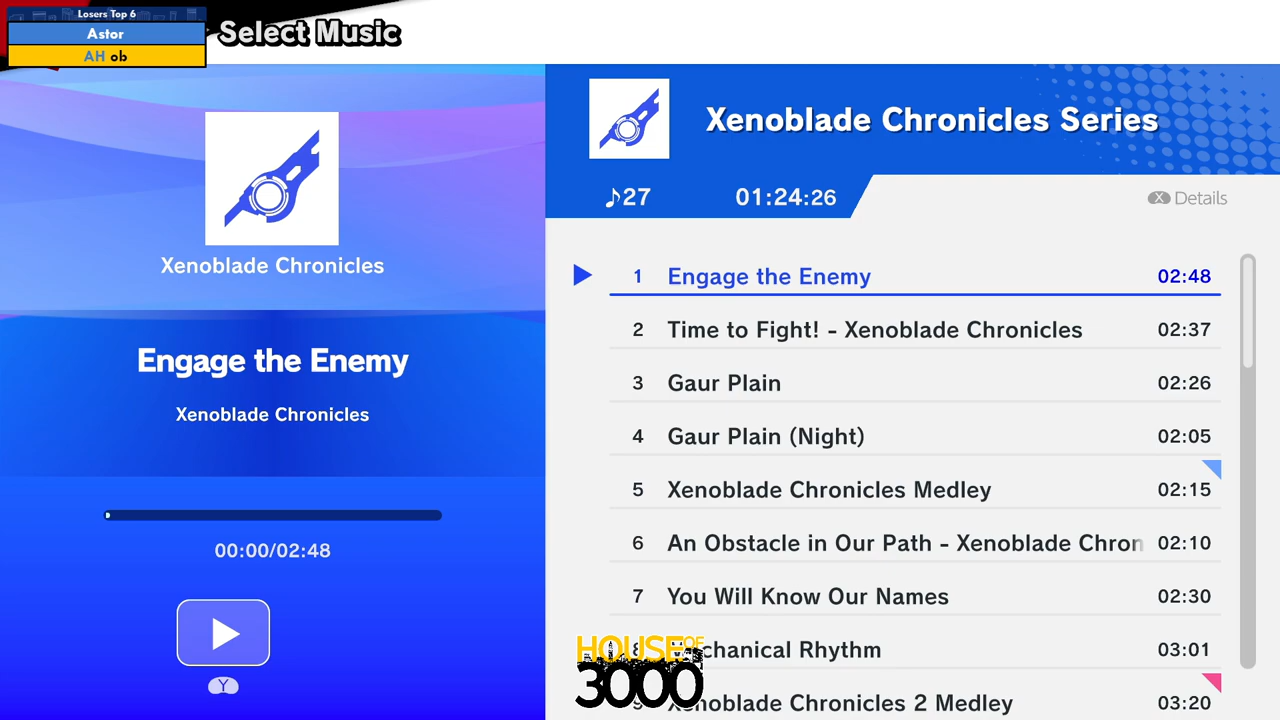 Losers Top 6
Astor
AH ob
Select Music
Xenoblade Chronicles
Engage the Enemy
Xenoblade Chronicles
00:00/02:48
Y
Xenoblade Chronicles Series
♪27 01:24:26
X Details
1 Engage the Enemy 02:48
2 Time to Fight! - Xenoblade Chronicles 02:37
3 Gaur Plain 02:26
4 Gaur Plain (Night) 02:05
5 Xenoblade Chronicles Medley 02:15
6 An Obstacle in Our Path - Xenoblade Chron 02:10
7 You Will Know Our Names 02:30
8 chanical Rhythm 03:01
9 noblade Chronicles 2 Medley 03:20
HOUSE OF
3000